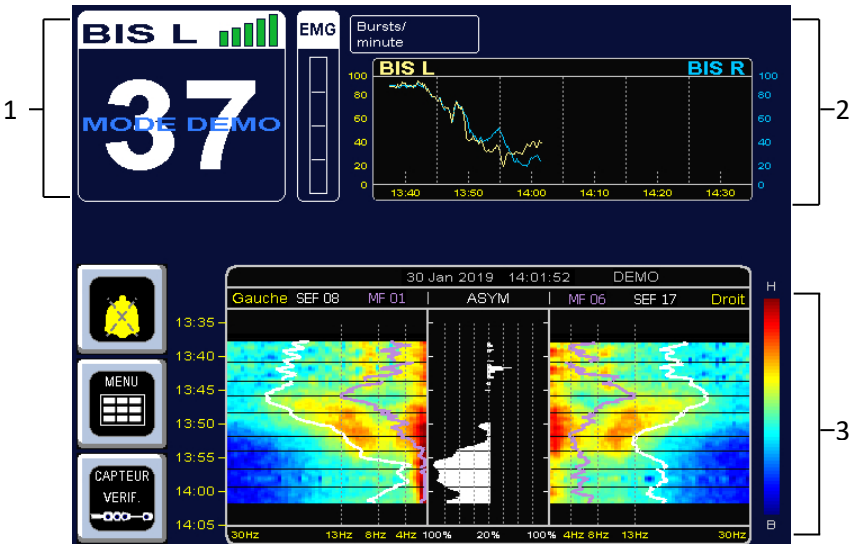 BIS L
37
MODE DEMO
EMG
Bursts/
minute
BIS L
BIS R
100
80
60
40
20
0
100
80
60
40
20
0
13:40 13:50 14:00 14:10 14:20 14:30
1
2
3
30 Jan 2019 14:01:52 DEMO
Gauche SEF 08 MF 01 | ASYM | MF 06 SEF 17 Droit
13:35
13:40
13:45
13:50
13:55
14:00
14:05
30Hz 13Hz 8Hz 4Hz 100% 20% 100% 4Hz 8Hz 13Hz 30Hz
H
B
MENU
CAPTEUR
VERIF.